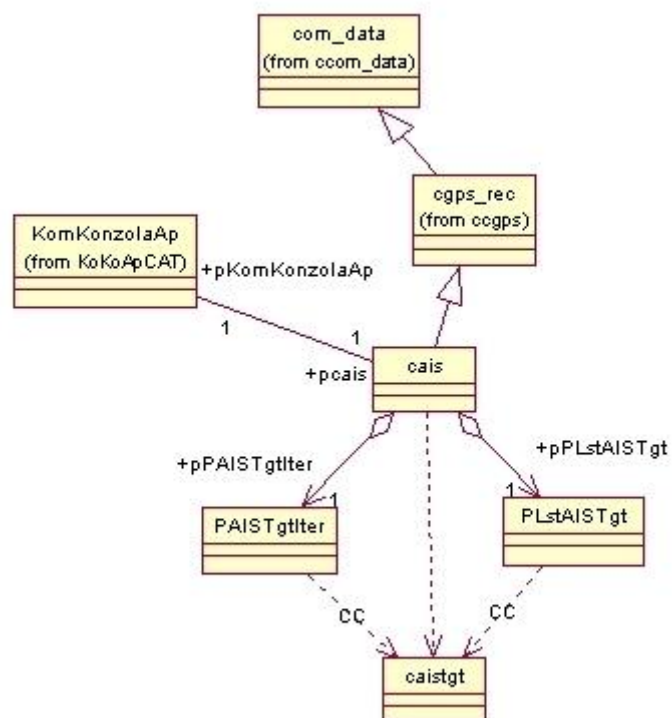 com_data
(from ccom_data)
cgps_rec
(from ccgps)
KomKonzolaAp
(from KoKoApCAT)
+pKomKonzolaAp
1
1
+pcais
cais
+pPAISTgtIter
+pPLstAISTgt
1
1
PAISTgtIter
PLstAISTgt
CC
CC
caistgt